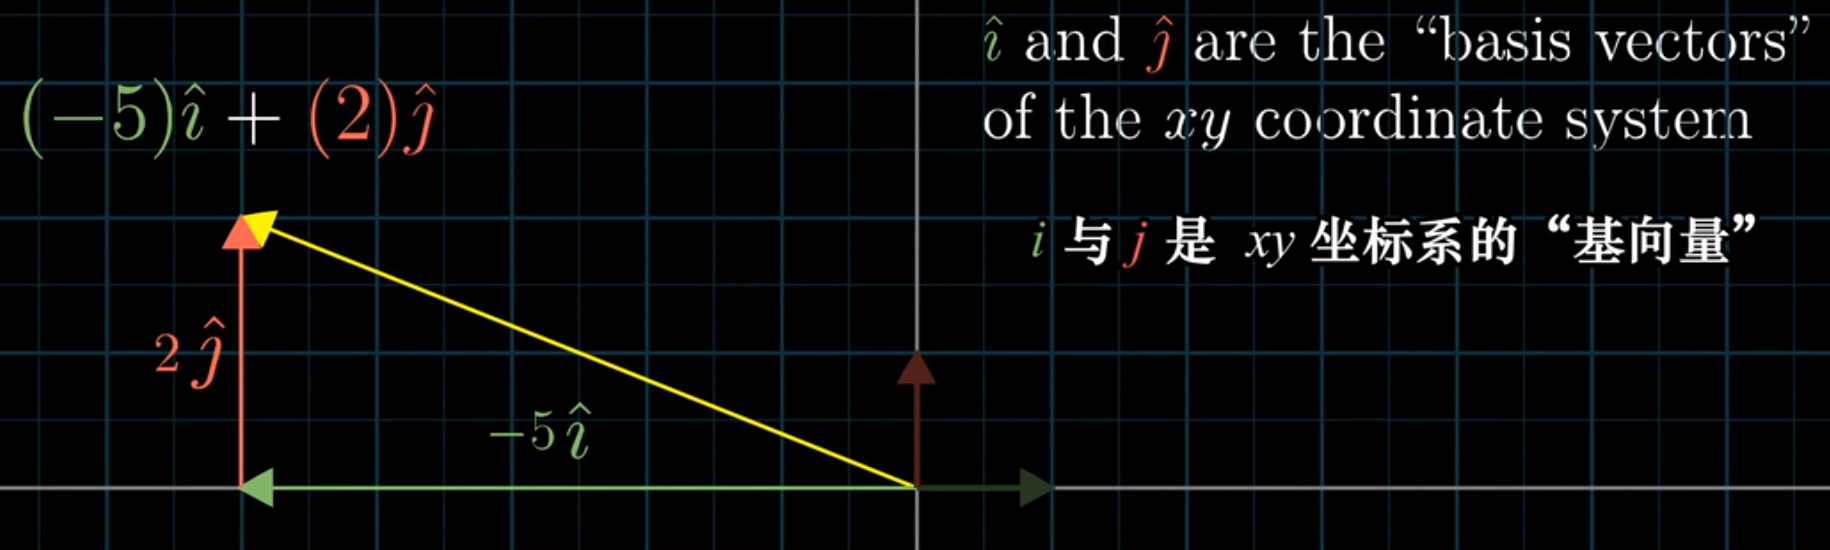 î and ĵ are the “basis vectors”
of the xy coordinate system
(−5)î + (2)ĵ
i 与 j 是 xy 坐标系的“基向量”
2ĵ
−5î